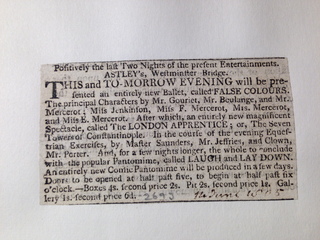 Positively the last Two Nights of the present Entertainments.
ASTLEY's, Westminster Bridge.
THIS and TO-MORROW EVENING will be pre-
sented an entirely new Ballet, called FALSE COLOURS.
The principal Characters by Mr. Gouriet, Mr. Boulange, and Mr.
Mercerot; Miss Jenkinson, Miss F. Mercerot, Mrs. Mercerot,
and Miss E. Mercerot. After which, an entirely new magnificent
Spectacle, called The LONDON APPRENTICE; or, The Seven
Towers of Constantinople. In the course of the evening Eques-
trian Exercises, by Master Saunders, Mr. Jeffries, and Clown,
Mr. Porter. And, for a few nights longer, the whole to conclude
with the popular Pantomime, called LAUGH and LAY DOWN.
An entirely new Comic Pantomime will be produced in a few days.
Doors to be opened at half past five, to begin at half past six
o'clock.—Boxes 4s. second price 2s. Pit 2s. second price 1s. Gal-
lery 1s. second price 6d.